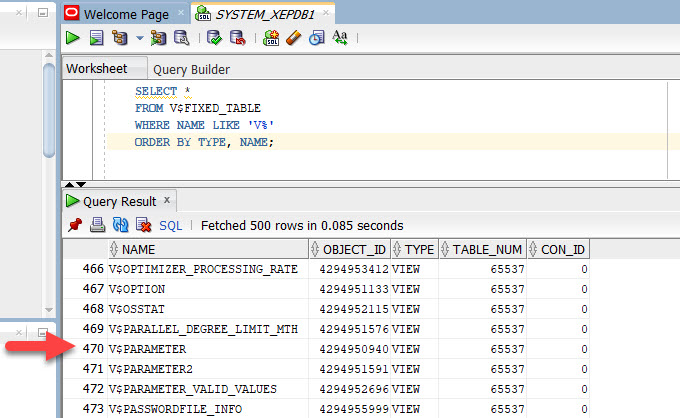 Welcome Page x SYSTEM_XEPDB1 x
Worksheet Query Builder
SELECT *
FROM V$FIXED_TABLE
WHERE NAME LIKE 'V%'
ORDER BY TYPE, NAME;
Query Result x
SQL | Fetched 500 rows in 0.085 seconds
NAME OBJECT_ID TYPE TABLE_NUM CON_ID
466 V$OPTIMIZER_PROCESSING_RATE 4294953412 VIEW 65537 0
467 V$OPTION 4294951133 VIEW 65537 0
468 V$OSSTAT 4294952115 VIEW 65537 0
469 V$PARALLEL_DEGREE_LIMIT_MTH 4294951576 VIEW 65537 0
470 V$PARAMETER 4294950940 VIEW 65537 0
471 V$PARAMETER2 4294951591 VIEW 65537 0
472 V$PARAMETER_VALID_VALUES 4294952696 VIEW 65537 0
473 V$PASSWORDFILE_INFO 4294955999 VIEW 65537 0